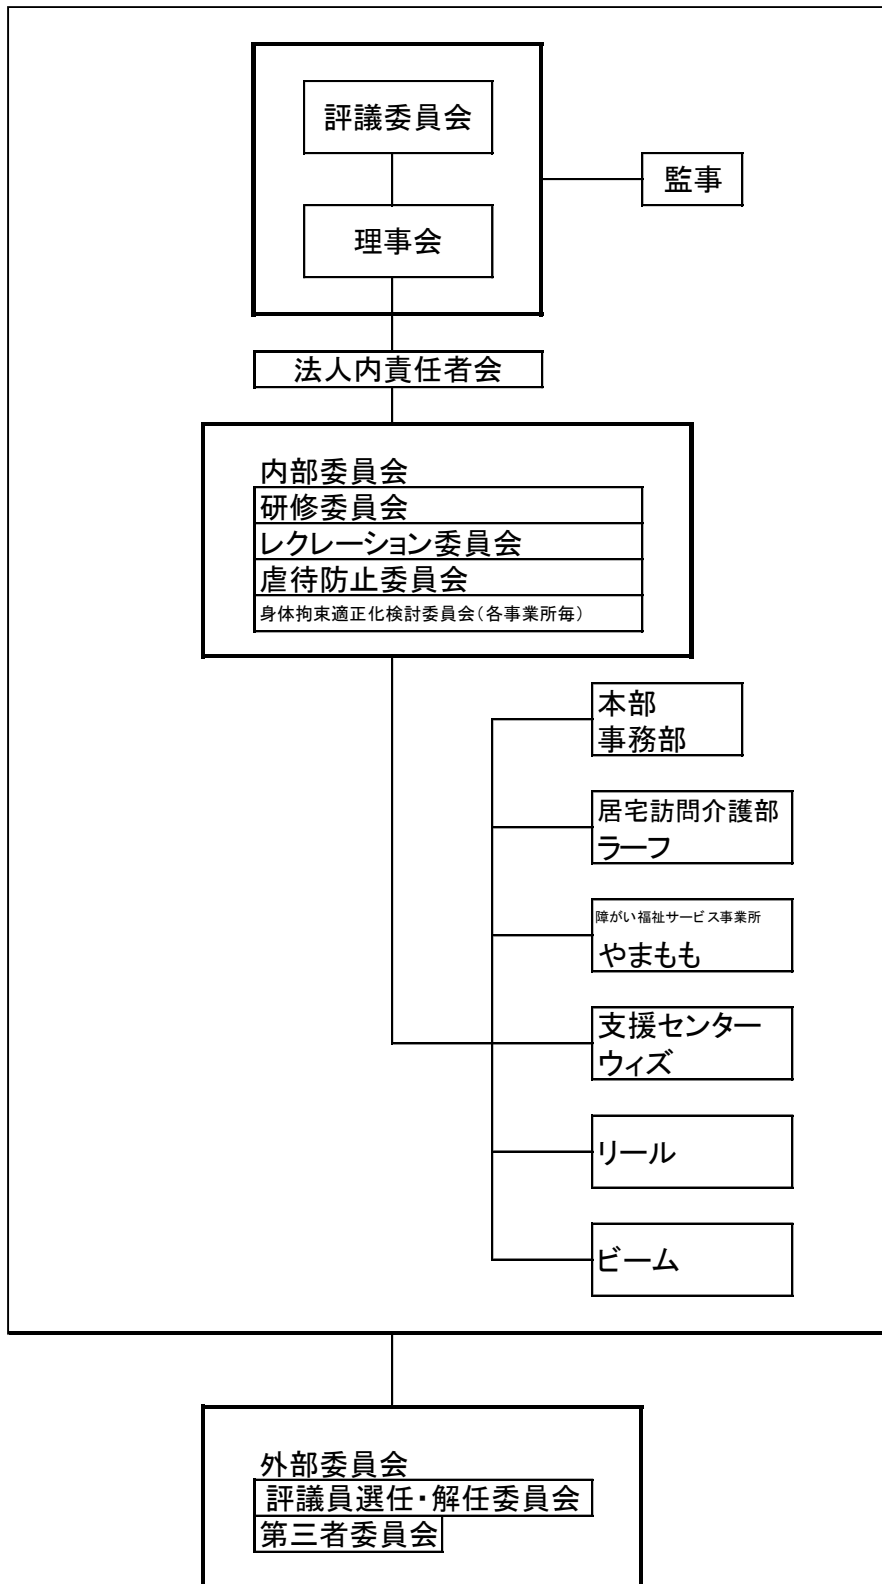 評議委員会
監事
理事会
法人内責任者会
内部委員会
研修委員会
レクレーション委員会
虐待防止委員会
身体拘束適正化検討委員会（各事業所毎）
本部
事務部
居宅訪問介護部
ラーフ
障がい福祉サービス事業所
やまもも
支援センター
ウィズ
リール
ビーム
外部委員会
評議員選任・解任委員会
第三者委員会